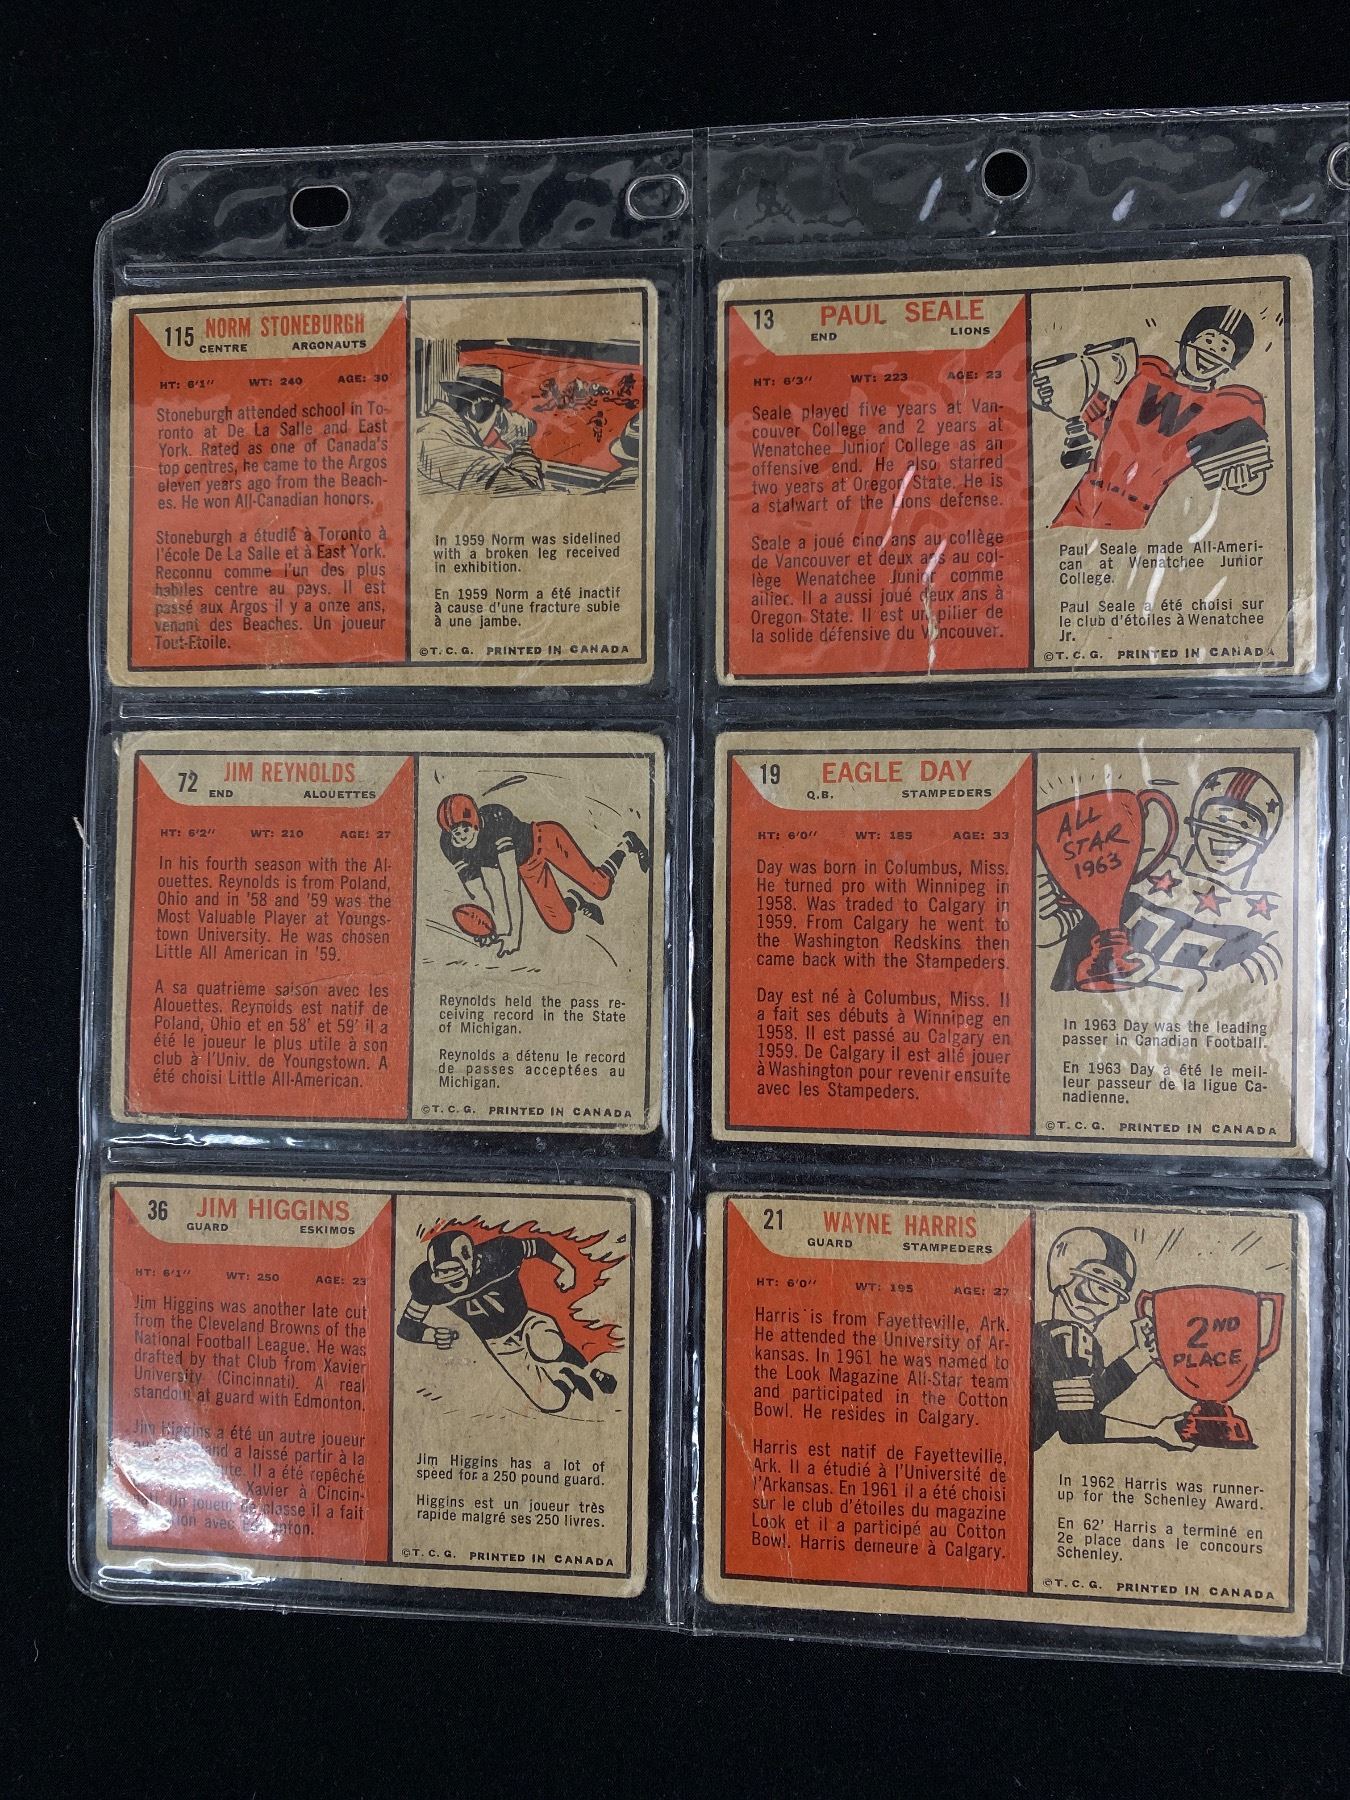 115 NORM STONEBURGH
CENTRE ARGONAUTS
HT: 6'1" WT: 240 AGE: 30
Stoneburgh attended school in To-
ronto at De La Salle and East
York. Rated as one of Canada's
top centres, he came to the Argos
eleven years ago from the Beach-
es. He won All-Canadian honors.
Stoneburgh a étudié à Toronto à
l'école De La Salle et à East York.
Reconnu comme l'un des plus
habiles centre au pays. Il est
passé aux Argos il y a onze ans,
venant des Beaches. Un joueur
Tout-Etoile.
In 1959 Norm was sidelined
with a broken leg received
in exhibition.
En 1959 Norm a été inactif
à cause d'une fracture subie
à une jambe.
©T. C. G. PRINTED IN CANADA
13 PAUL SEALE
END LIONS
HT: 6'3" WT: 223 AGE: 23
Seale played five years at Van-
couver College and 2 years at
Wenatchee Junior College as an
offensive end. He also starred
two years at Oregon State. He is
a stalwart of the Lions defense.
Seale a joué cinq ans au collège
de Vancouver et deux ans au col-
lège Wenatchee Junior comme
ailier. Il a aussi joué deux ans à
Oregon State. Il est un pilier de
la solide défensive du Vancouver.
W
Paul Seale made All-Ameri-
can at Wenatchee Junior
College.
Paul Seale a été choisi sur
le club d'étoiles à Wenatchee
Jr.
©T. C. G. PRINTED IN CANADA
72 JIM REYNOLDS
END ALOUETTES
HT: 6'2" WT: 210 AGE: 27
In his fourth season with the Al-
ouettes. Reynolds is from Poland,
Ohio and in '58 and '59 was the
Most Valuable Player at Youngs-
town University. He was chosen
Little All American in '59.
A sa quatrième saison avec les
Alouettes. Reynolds est natif de
Poland, Ohio et en 58' et 59' il a
été le joueur le plus utile à son
club à l'Univ. de Youngstown. A
été choisi Little All-American.
Reynolds held the pass re-
ceiving record in the State
of Michigan.
Reynolds a détenu le record
de passes acceptées au
Michigan.
©T. C. G. PRINTED IN CANADA
19 EAGLE DAY
Q.B. STAMPEDERS
HT: 6'0" WT: 185 AGE: 33
Day was born in Columbus, Miss.
He turned pro with Winnipeg in
1958. Was traded to Calgary in
1959. From Calgary he went to
the Washington Redskins then
came back with the Stampeders.
Day est né à Columbus, Miss. Il
a fait ses débuts à Winnipeg en
1958. Il est passé au Calgary en
1959. De Calgary il est allé jouer
à Washington pour revenir ensuite
avec les Stampeders.
ALL
STAR
1963
In 1963 Day was the leading
passer in Canadian Football.
En 1963 Day a été le meil-
leur passeur de la ligue Ca-
nadienne.
©T. C. G. PRINTED IN CANADA
36 JIM HIGGINS
GUARD ESKIMOS
HT: 6'1" WT: 250 AGE: 23
Jim Higgins was another late cut
from the Cleveland Browns of the
National Football League. He was
drafted by that Club from Xavier
University (Cincinnati). A real
standout at guard with Edmonton.
Jim Higgins a été un autre joueur
a laissé partir à la
Il a été repêché
Xavier à Cincin-
Un joueur de classe il a fait
avec Edmonton.
Jim Higgins has a lot of
speed for a 250 pound guard.
Higgins est un joueur très
rapide malgré ses 250 livres.
©T. C. G. PRINTED IN CANADA
21 WAYNE HARRIS
GUARD STAMPEDERS
HT: 6'0" WT: 195 AGE: 27
Harris is from Fayetteville, Ark.
He attended the University of Ar-
kansas. In 1961 he was named to
the Look Magazine All-Star team
and participated in the Cotton
Bowl. He resides in Calgary.
Harris est natif de Fayetteville,
Ark. Il a étudié à l'Université de
l'Arkansas. En 1961 il a été choisi
sur le club d'étoiles du magazine
Look et il a participé au Cotton
Bowl. Harris demeure à Calgary.
2ND
PLACE
In 1962 Harris was runner-
up for the Schenley Award.
En 62' Harris a terminé en
2e place dans le concours
Schenley.
©T. C. G. PRINTED IN CANADA